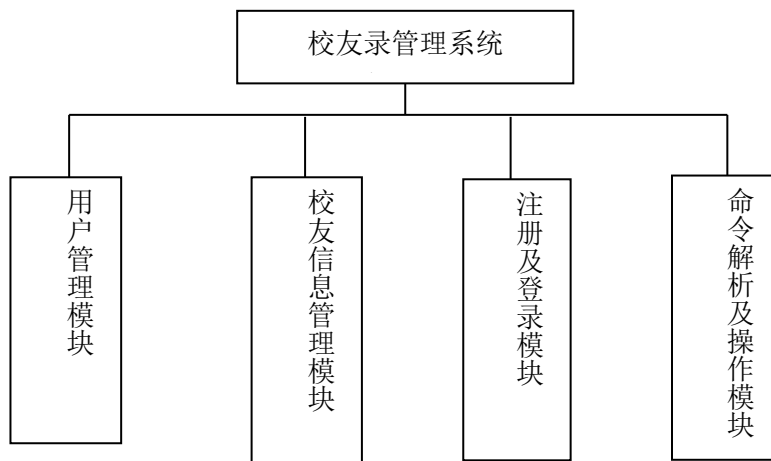 校友录管理系统
用户管理模块
校友信息管理模块
注册及登录模块
命令解析及操作模块